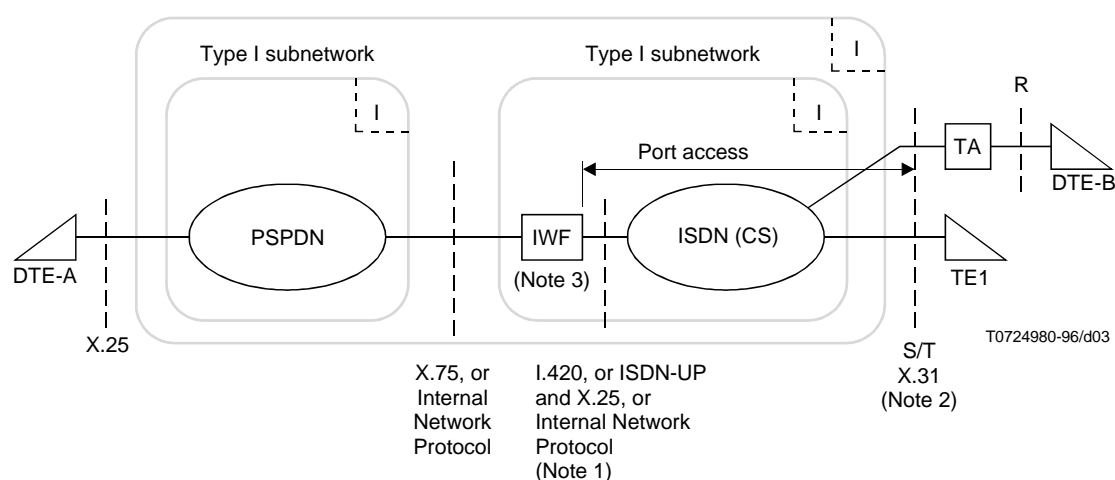 Type I subnetwork
I
Type I subnetwork
I
I
R
Port access
TA
DTE-B
PSPDN
IWF
(Note 3)
ISDN (CS)
DTE-A
TE1
X.25
T0724980-96/d03
X.75, or
Internal
Network
Protocol
I.420, or ISDN-UP
and X.25, or
Internal Network
Protocol
(Note 1)
S/T
X.31
(Note 2)